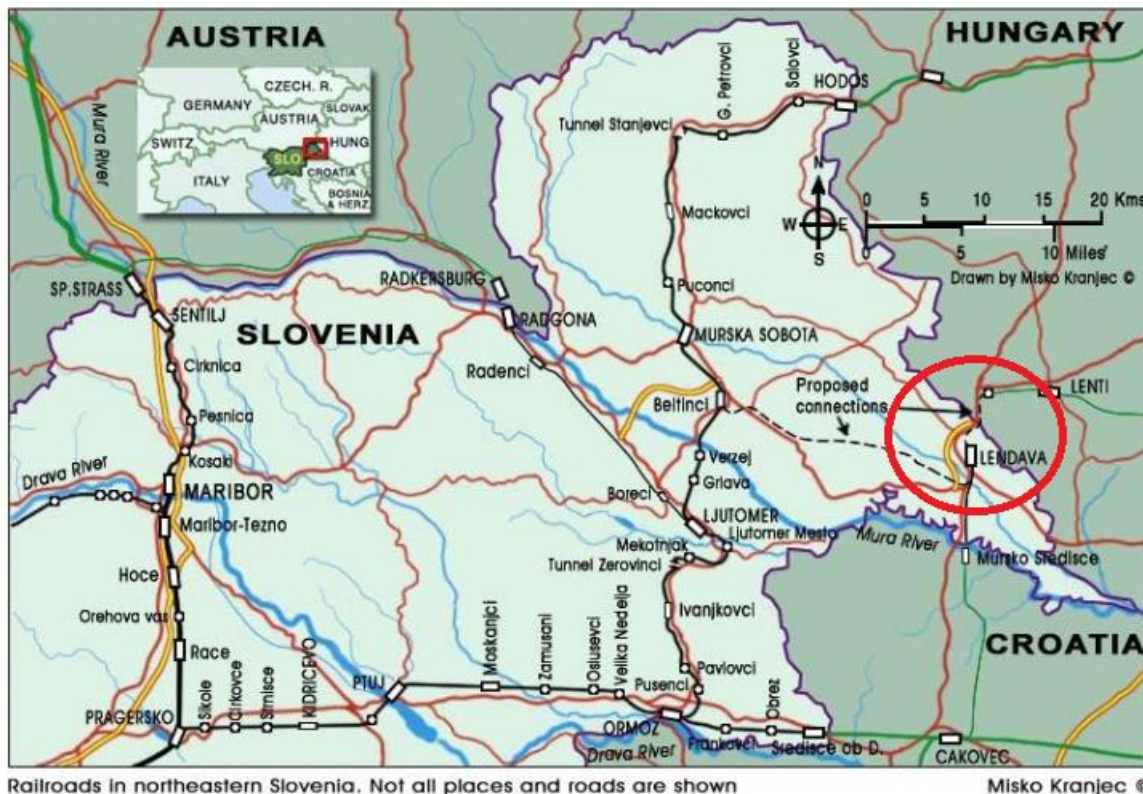 AUSTRIA
HUNGARY
CZECH. R.
GERMANY
SLOVAK
AUSTRIA
SWITZ
HUNG
SLO
CROATIA
ITALY
BOSNIA
& HERZ.
Mura River
Salovci
HODOS
G. Petrovci
Tunnel Stanjevci
N
W
E
S
0 5 10 15 20 Kms
0 5 10 Miles'
Drawn by Misko Kranjec ©
Mackovci
Puconci
RADKERSBURG
SP.STRASS
SENTILJ
SLOVENIA
RADGONA
MURSKA SOBOTA
Cirknica
Radenci
Proposed
connections
LENTI
Pesnica
Beltinci
Kosaki
Drava River
Verzej
LENDAVA
MARIBOR
Grlava
Boreci
Maribor-Tezno
LJUTOMER
Ljutomer Mesto
Mura River
Mekotnjak
Tunnel Zerovinci
Mursko Sredisce
Hoce
Orehova vas
Ivanjkovci
CROATIA
Race
Moskanjci
Zamusani
Oslusevci
Velika Nedelja
Pavlovci
PTUJ
Pusenci
KIDRICEVO
Strnisce
Cirkovce
Sikole
PRAGERSKO
ORMOZ
Obrez
Frankovci
Sredisce ob D.
Drava River
CAKOVEC
Railroads in northeastern Slovenia. Not all places and roads are shown
Misko Kranjec ©